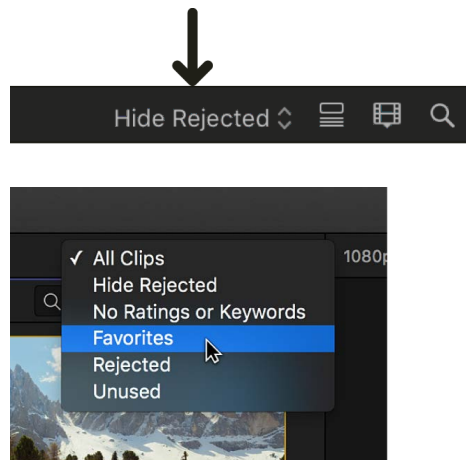 Hide Rejected
✓ All Clips
1080p
Hide Rejected
No Ratings or Keywords
Favorites
Rejected
Unused